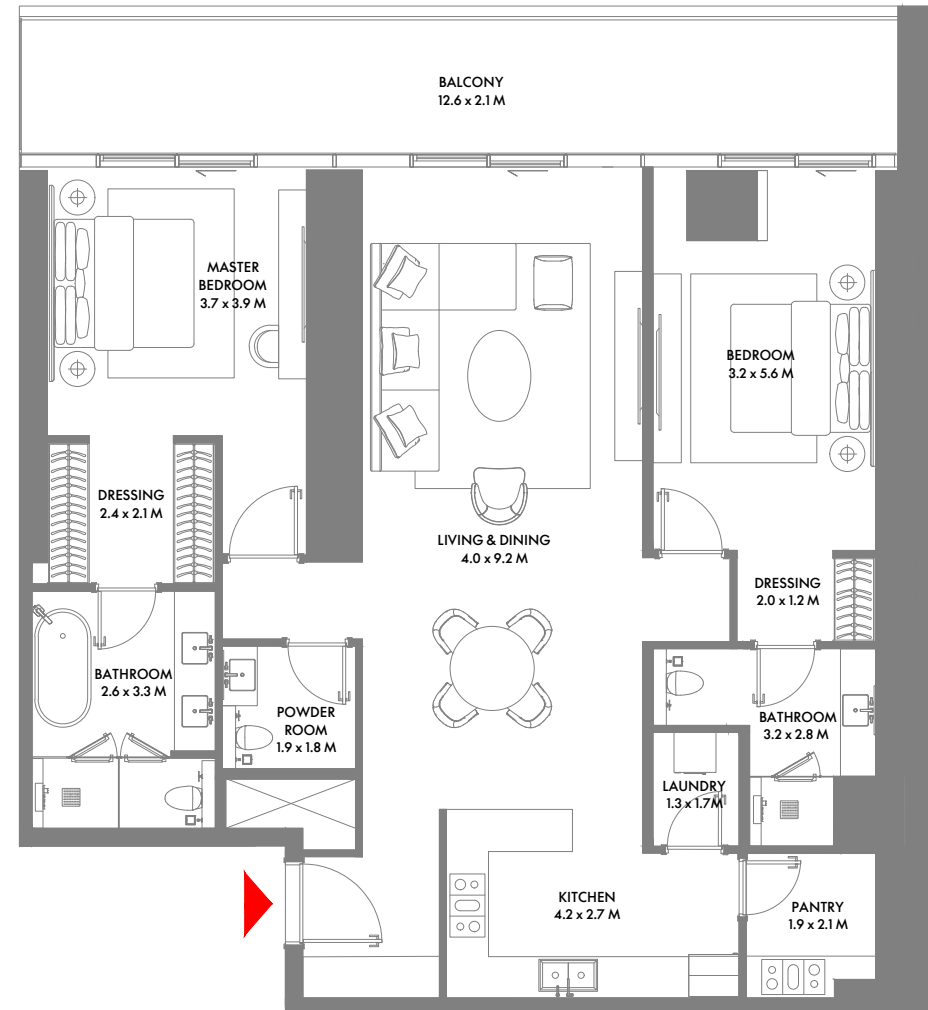 BALCONY
12.6 x 2.1 M
MASTER
BEDROOM
3.7 x 3.9 M
BEDROOM
3.2 x 5.6 M
DRESSING
2.4 x 2.1 M
LIVING & DINING
4.0 x 9.2 M
DRESSING
2.0 x 1.2 M
BATHROOM
2.6 x 3.3 M
POWDER
ROOM
1.9 x 1.8 M
BATHROOM
3.2 x 2.8 M
LAUNDRY
1.3 x 1.7M
KITCHEN
4.2 x 2.7 M
PANTRY
1.9 x 2.1 M